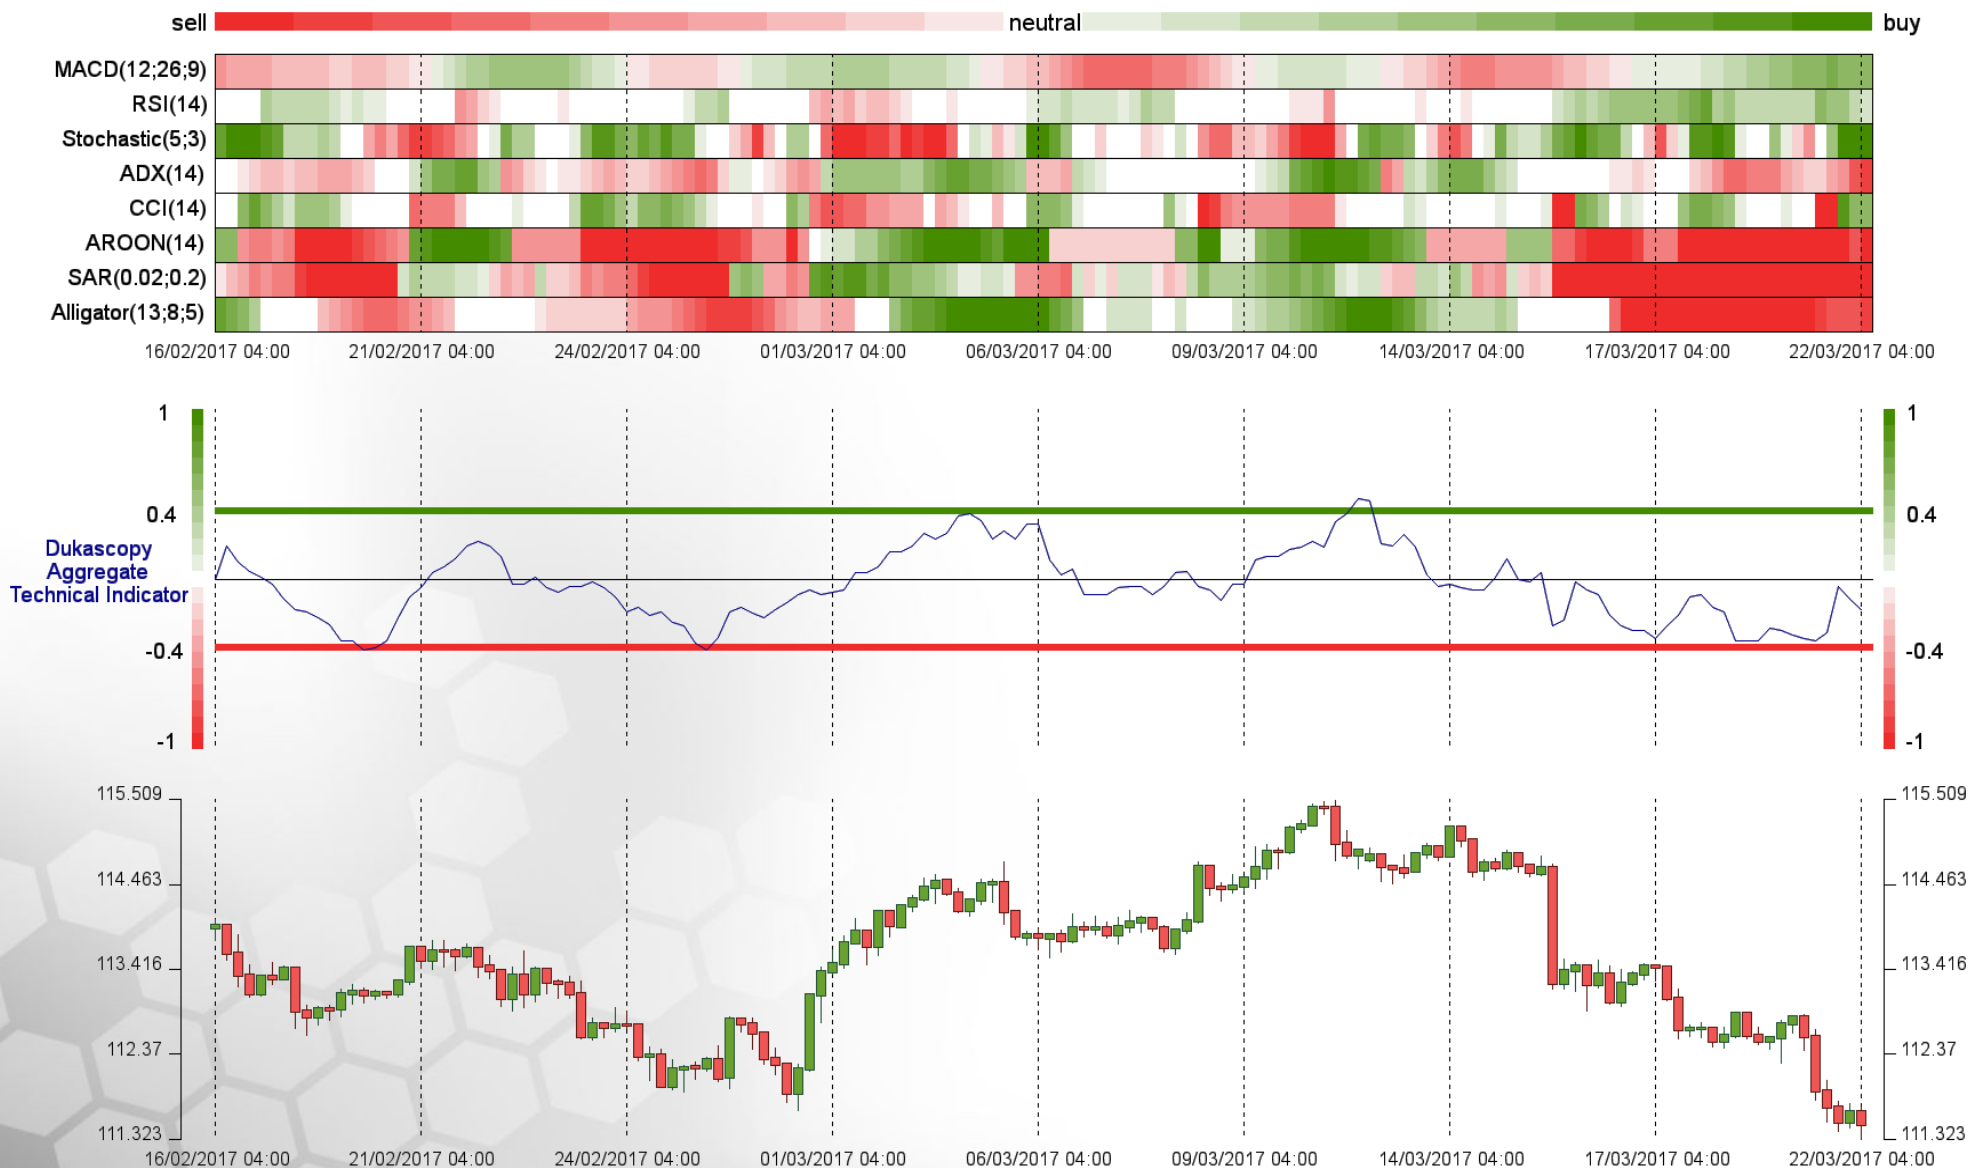 sell neutral buy
MACD(12;26;9)
RSI(14)
Stochastic(5;3)
ADX(14)
CCI(14)
AROON(14)
SAR(0.02;0.2)
Alligator(13;8;5)
16/02/2017 04:00 21/02/2017 04:00 24/02/2017 04:00 01/03/2017 04:00 06/03/2017 04:00 09/03/2017 04:00 14/03/2017 04:00 17/03/2017 04:00 22/03/2017 04:00
1 1
0.4 0.4
Dukascopy
Aggregate
Technical Indicator
-0.4 -0.4
-1 -1
115.509 115.509
114.463 114.463
113.416 113.416
112.37 112.37
111.323 111.323
16/02/2017 04:00 21/02/2017 04:00 24/02/2017 04:00 01/03/2017 04:00 06/03/2017 04:00 09/03/2017 04:00 14/03/2017 04:00 17/03/2017 04:00 22/03/2017 04:00